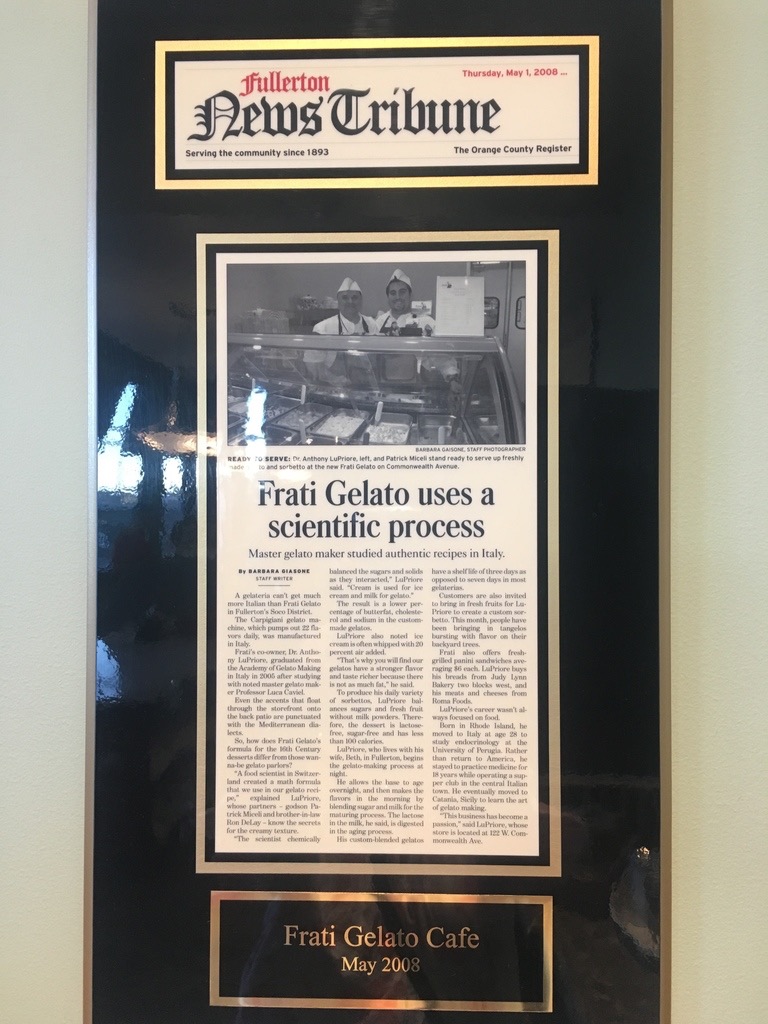 Fullerton
Thursday, May 1, 2008 ...
News Tribune
Serving the community since 1893
The Orange County Register
BARBARA GAISONE, STAFF PHOTOGRAPHER
READY TO SERVE: Dr. Anthony LuPriore, left, and Patrick Miceli stand ready to serve up freshly
and sorbetto at the new Frati Gelato on Commonwealth Avenue.
Frati Gelato uses a
scientific process
Master gelato maker studied authentic recipes in Italy.
By BARBARA GIASONE
STAFF WRITER
A gelateria can't get much
more Italian than Frati Gelato
in Fullerton's Soco District.
The Carpigiani gelato ma-
chine, which pumps out 22 fla-
vors daily, was manufactured
in Italy.
Frati's co-owner, Dr. Antho-
ny LuPriore, graduated from
the Academy of Gelato Making
in Italy in 2005 after studying
with noted master gelato mak-
er Professor Luca Caviel.
Even the accents that float
through the storefront onto
the back patio are punctuated
with the Mediterranean dia-
lects.
So, how does Frati Gelato's
formula for the 16th Century
desserts differ from those wan-
na-be gelato parlors?
"A food scientist in Switzer-
land created a math formula
that we use in our gelato reci-
pe," explained LuPriore,
whose partners – godson Pa-
trick Miceli and brother-in-law
Ron DeLay – know the secrets
for the creamy texture.
"The scientist chemically
balanced the sugars and solids
as they interacted," LuPriore
said. "Cream is used for ice
cream and milk for gelato."
The result is a lower per-
centage of butterfat, choleste-
rol and sodium in the custom-
made gelatos.
LuPriore also noted ice
cream is often whipped with 20
percent air added.
"That's why you will find our
gelatos have a stronger flavor
and taste richer because there
is not as much fat," he said.
To produce his daily variety
of sorbettos, LuPriore bal-
ances sugars and fresh fruit
without milk powders. There-
fore, the dessert is lactose-
free, sugar-free and has less
than 100 calories.
LuPriore, who lives with his
wife, Beth, in Fullerton, begins
the gelato-making process at
night.
He allows the base to age
overnight, and then makes the
flavors in the morning by
blending sugar and milk for the
maturing process. The lactose
in the milk, he said, is digested
in the aging process.
His custom-blended gelatos
have a shelf life of three days as
opposed to seven days in most
gelaterias.
Customers are also invited
to bring in fresh fruits for Lu-
Priore to create a custom sor-
betto. This month, people have
been bringing in tangelos
bursting with flavor on their
backyard trees.
Frati also offers fresh-
grilled panini sandwiches ave-
raging $6 each. LuPriore buys
his breads from Judy Lynn
Bakery two blocks west, and
his meats and cheeses from
Roma Foods.
LuPriore's career wasn't al-
ways focused on food.
Born in Rhode Island, he
moved to Italy at age 28 to
study endocrinology at the
University of Perugia. Rather
than return to America, he
stayed to practice medicine for
18 years while operating a sup-
per club in the central Italian
town. He eventually moved to
Catania, Sicily to learn the art
of gelato making.
"This business has become a
passion," said LuPriore, whose
store is located at 122 W. Com-
monwealth Ave.
Frati Gelato Cafe
May 2008